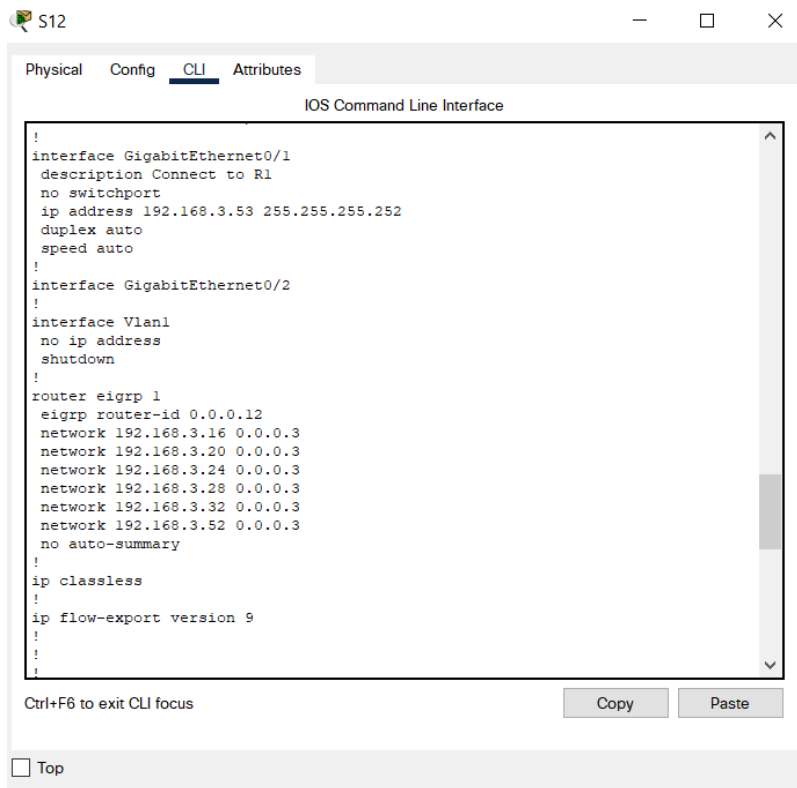 S12
Physical Config CLI Attributes
IOS Command Line Interface
!
interface GigabitEthernet0/1
description Connect to R1
no switchport
ip address 192.168.3.53 255.255.255.252
duplex auto
speed auto
!
interface GigabitEthernet0/2
!
interface Vlan1
no ip address
shutdown
!
router eigrp 1
eigrp router-id 0.0.0.12
network 192.168.3.16 0.0.0.3
network 192.168.3.20 0.0.0.3
network 192.168.3.24 0.0.0.3
network 192.168.3.28 0.0.0.3
network 192.168.3.32 0.0.0.3
network 192.168.3.52 0.0.0.3
no auto-summary
!
ip classless
!
ip flow-export version 9
!
!
!
Ctrl+F6 to exit CLI focus
Copy
Paste
Top